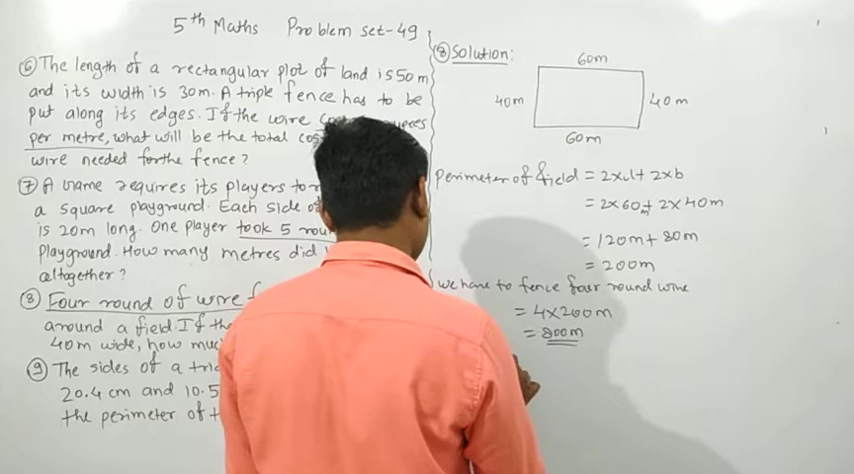 5th Maths Problem set-49
⑥ The length of a rectangular plot of land is 50m
and its width is 30m. A triple fence has to be
put along its edges. If the wire
per metre, what will be the total
wire needed for the fence?
⑦ A game requires its players to
a square playground. Each side
is 20m long. One player took 5
Playground. How many metres did
altogether?
⑧ Four round of wire
around a field. If the
40m wide, how
⑨ The sides of a
20.4 cm and 10.5
the perimeter of
⑧ Solution:
60m
40m
40m
60m
Perimeter of field = 2×l+ 2×b
= 2×60m+ 2×40m
= 120m+ 80m
= 200m
we have to fence four round wire
= 4×200m
= 800m